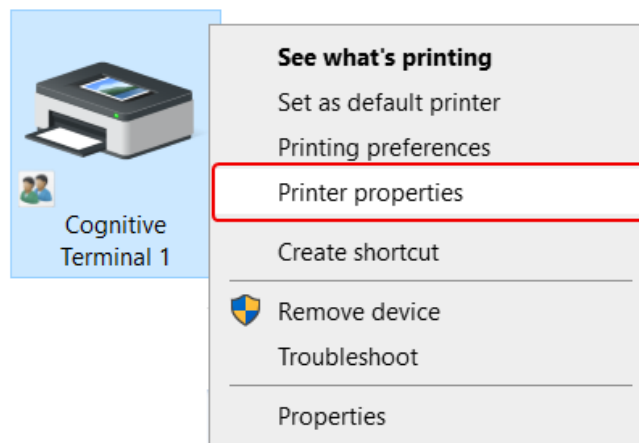 See what's printing
Set as default printer
Printing preferences
Printer properties
Cognitive
Terminal 1
Create shortcut
Remove device
Troubleshoot
Properties